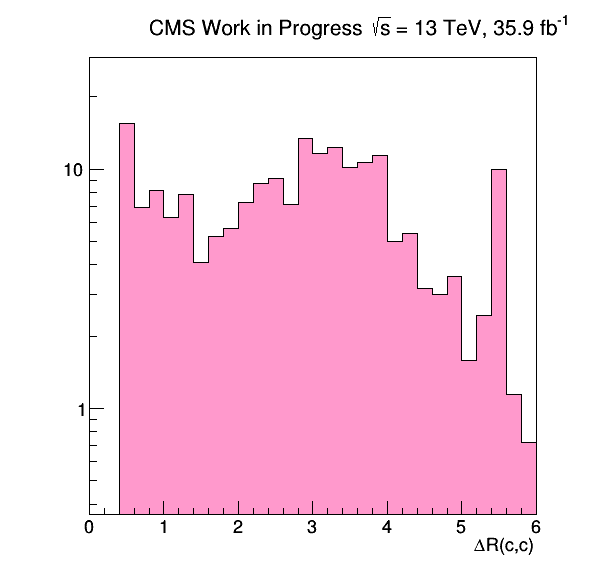 CMS Work in Progress √s = 13 TeV, 35.9 fb⁻¹
10
1
0 1 2 3 4 5 6
ΔR(c,c)